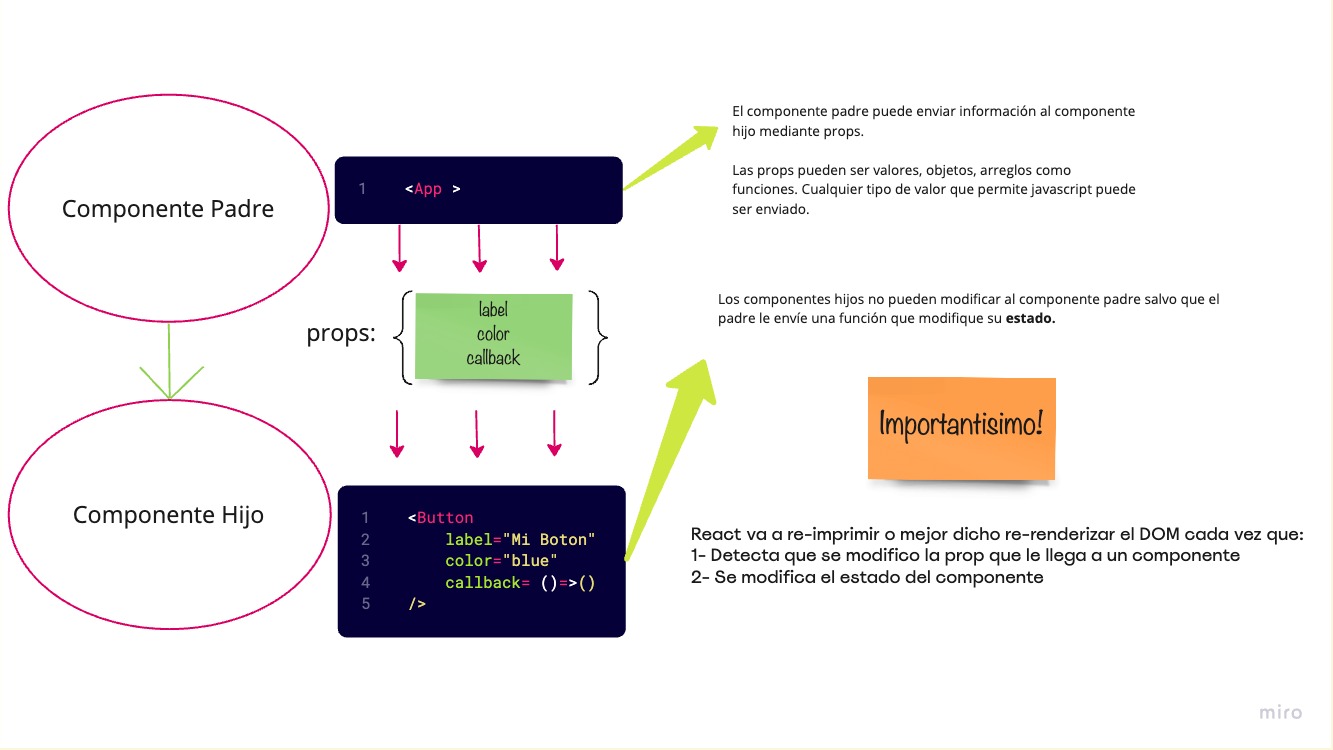 Componente Padre
1 <App >
El componente padre puede enviar información al componente
hijo mediante props.
Las props pueden ser valores, objetos, arreglos como
funciones. Cualquier tipo de valor que permite javascript puede
ser enviado.
props:
{
label
color
callback
}
Los componentes hijos no pueden modificar al componente padre salvo que el
padre le envíe una función que modifique su estado.
Importantisimo!
Componente Hijo
1 <Button
2 label="Mi Boton"
3 color="blue"
4 callback= ()=>()
5 />
React va a re-imprimir o mejor dicho re-renderizar el DOM cada vez que:
1- Detecta que se modifico la prop que le llega a un componente
2- Se modifica el estado del componente
miro